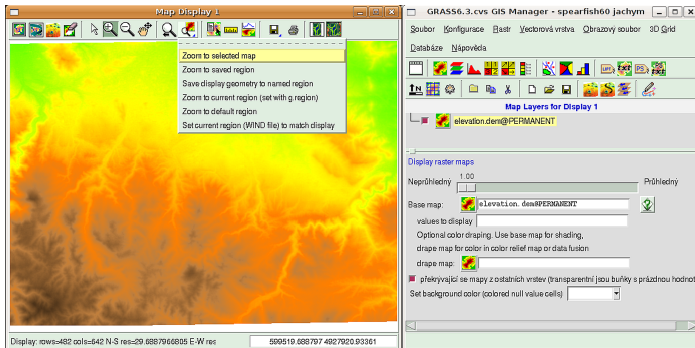 Map Display 1
Zoom to selected map
Zoom to saved region
Save display geometry to named region
Zoom to current region (set with g.region)
Zoom to default region
Set current region (WIND file) to match display
Display: rows=482 cols=642 N-S res=29.6887966805 E-W res
599519.688797 4927920.93361
GRASS6.3.cvs GIS Manager - spearfish60 jachym
Soubor Konfigurace Rastr Vektorová vrstva Obrazový soubor 3D Grid
Databáze Nápověda
Map Layers for Display 1
elevation.dem@PERMANENT
Display raster maps
Neprůhledný 1.00 Průhledný
Base map: elevation.dem@PERMANENT
values to display
Optional color draping. Use base map for shading,
drape map for color in color relief map or data fusion
drape map:
překrývající se mapy z ostatních vrstev (transparentní jsou buňky s prázdnou hodnot
Set background color (colored null value cells)